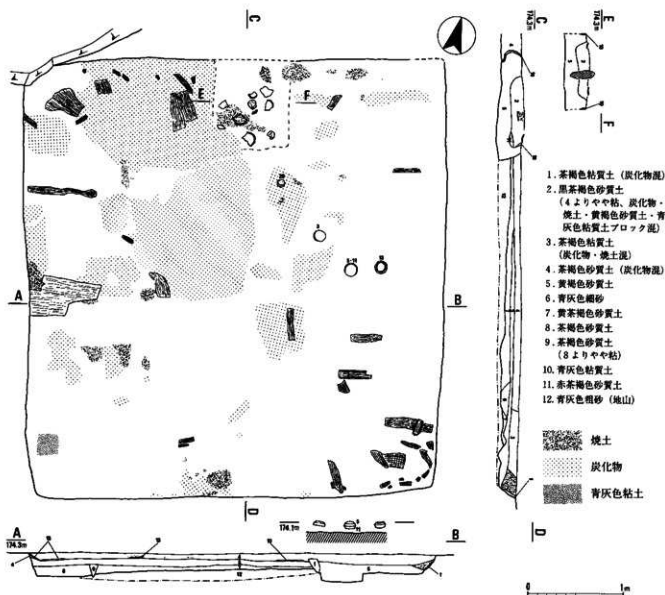 C
C
174.3m
E
174.3m
F
E
F
A
B
1. 茶褐色粘質土 (炭化物混)
2. 黒茶褐色砂質土
(4よりやや粘、炭化物・
焼土・黄褐色砂質土・青
灰色粘質土ブロック混)
3. 茶褐色粘質土
(炭化物・焼土混)
4. 茶褐色砂質土 (炭化物混)
5. 黄褐色砂質土
6. 青灰色細砂
7. 黄茶褐色砂質土
8. 茶褐色砂質土
9. 茶褐色砂質土
(8よりやや粘)
10. 青灰色粘質土
11. 赤茶褐色砂質土
12. 青灰色粗砂 (地山)
焼土
炭化物
青灰色粘土
D
D
A
174.3m
174.1m
B
0
1m